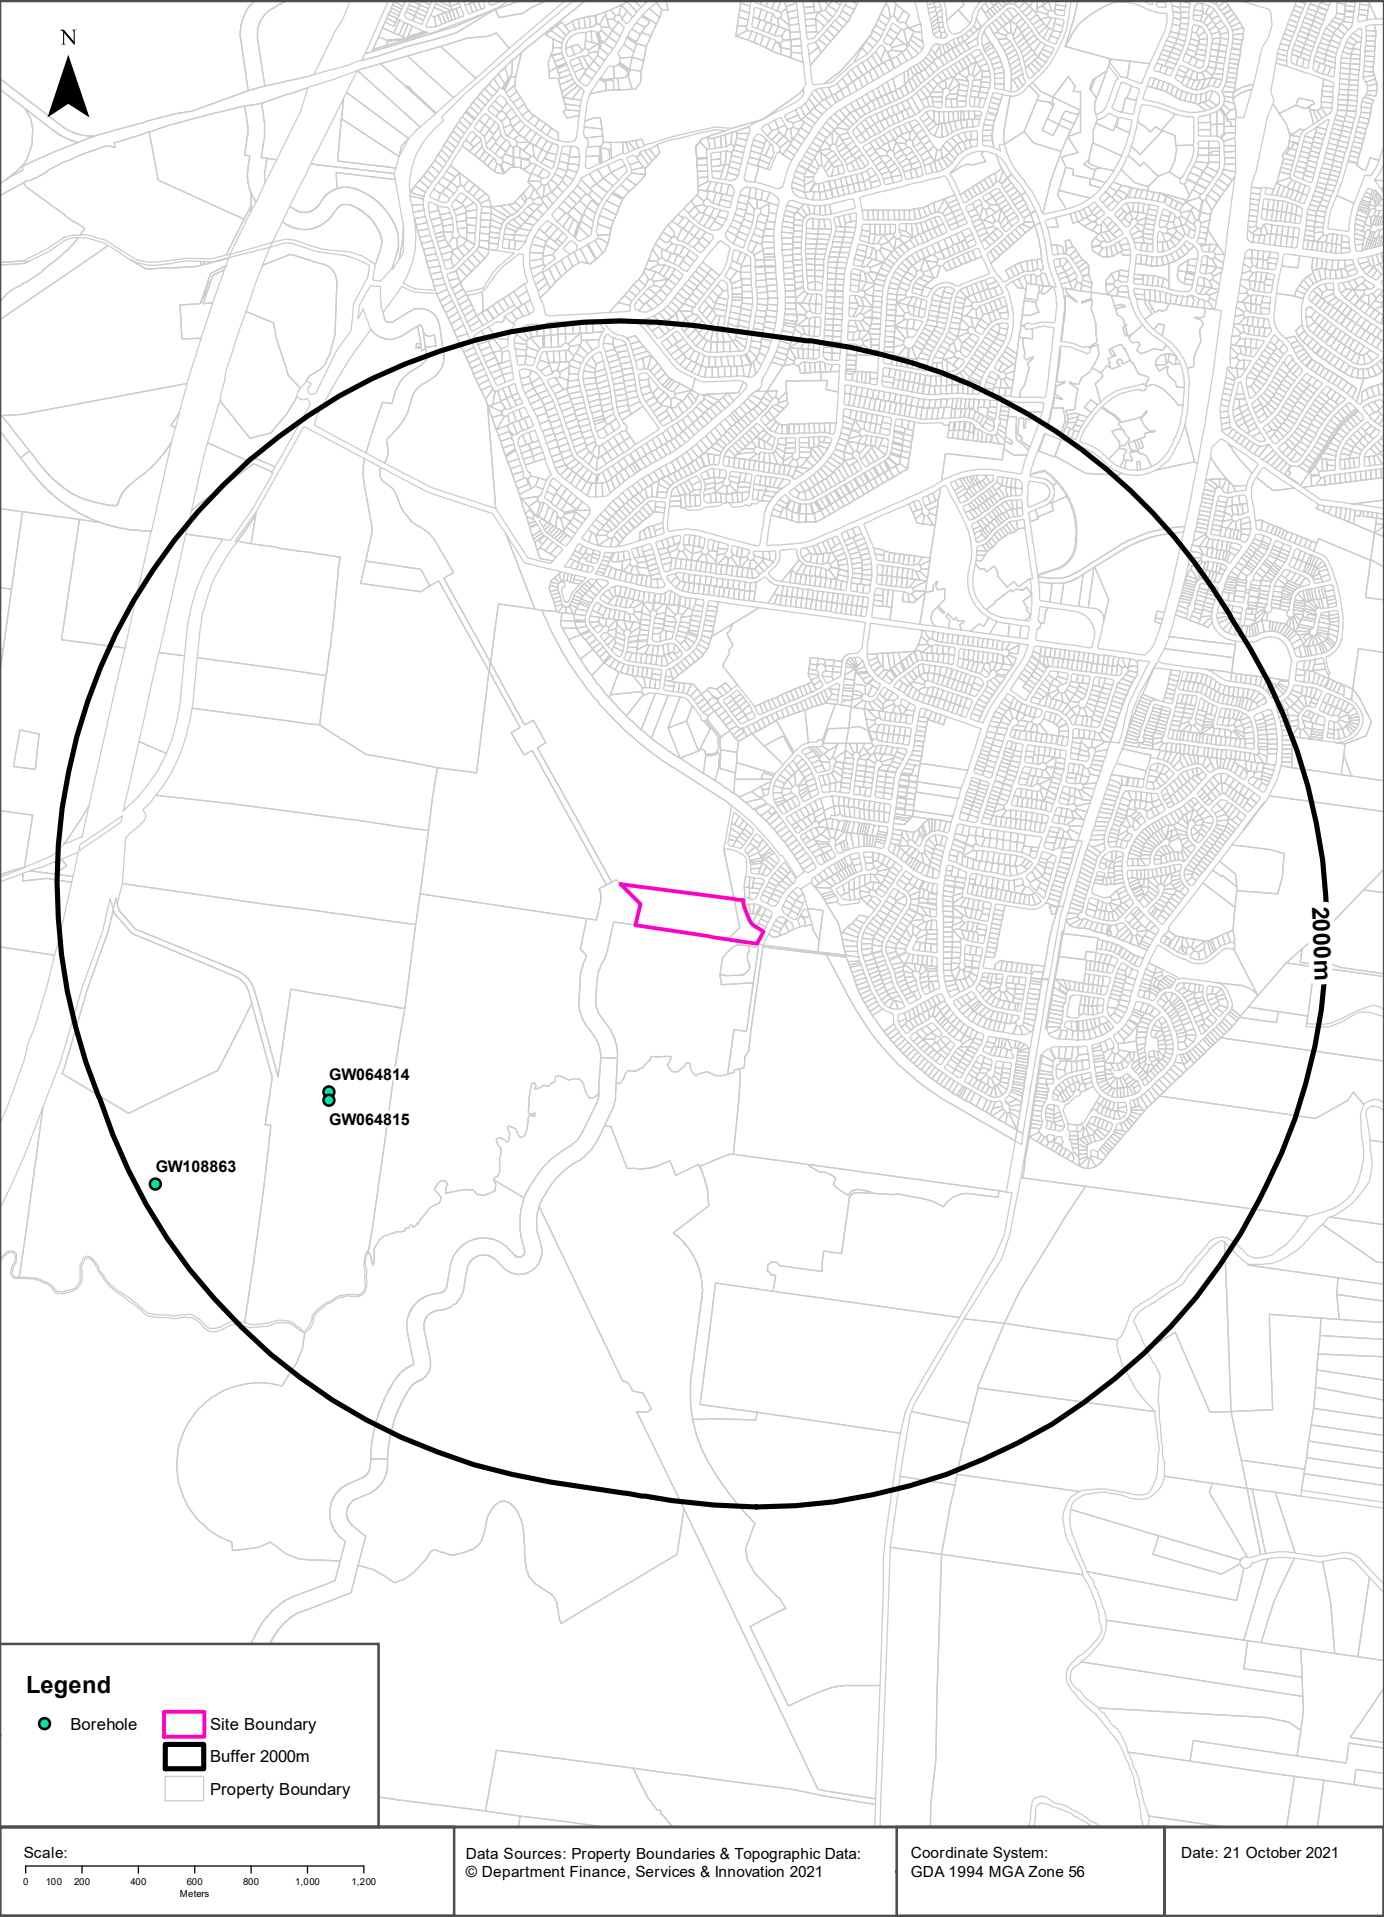 N
2000m
GW064814
GW064815
GW108863
Legend
Borehole
Site Boundary
Buffer 2000m
Property Boundary
Scale:
0 100 200 400 600 800 1,000 1,200
Meters
Data Sources: Property Boundaries & Topographic Data:
© Department Finance, Services & Innovation 2021
Coordinate System:
GDA 1994 MGA Zone 56
Date: 21 October 2021